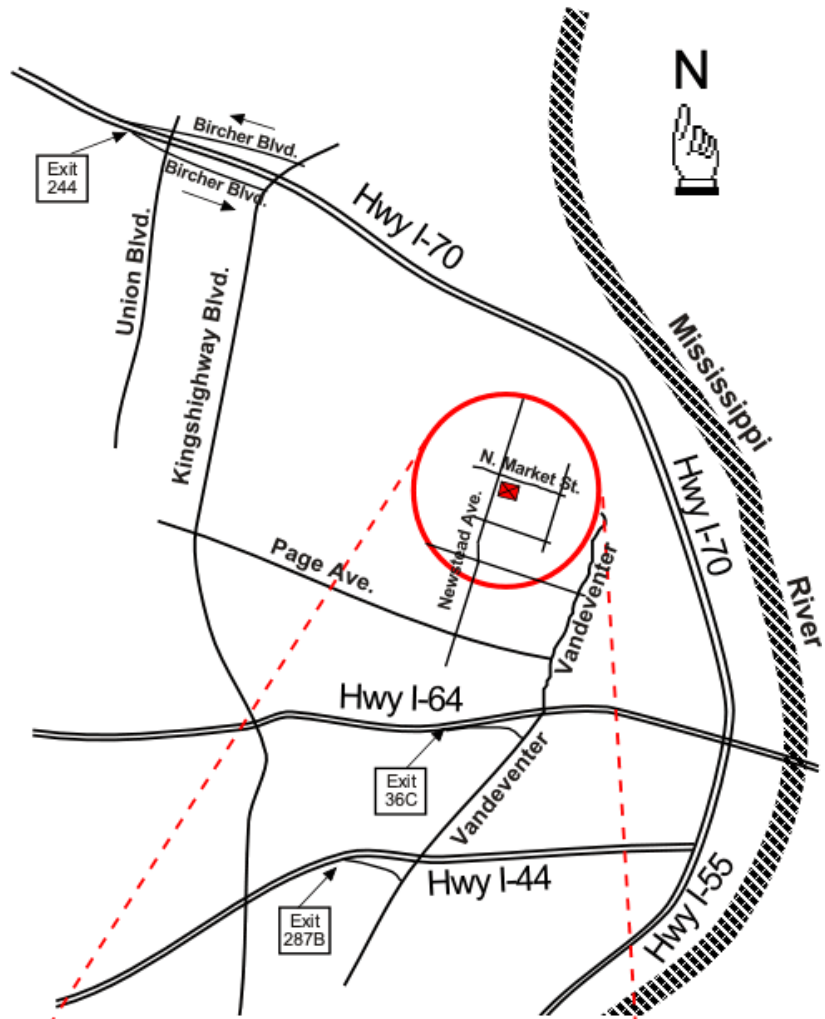 N
Bircher Blvd.
Exit
244
Bircher Blvd.
Hwy I-70
Union Blvd.
Kingshighway Blvd.
Mississippi
River
N. Market St.
Newstead Ave.
Hwy I-70
Page Ave.
Vandeventer
Hwy I-64
Exit
36C
Vandeventer
Hwy I-44
Hwy I-55
Exit
287B